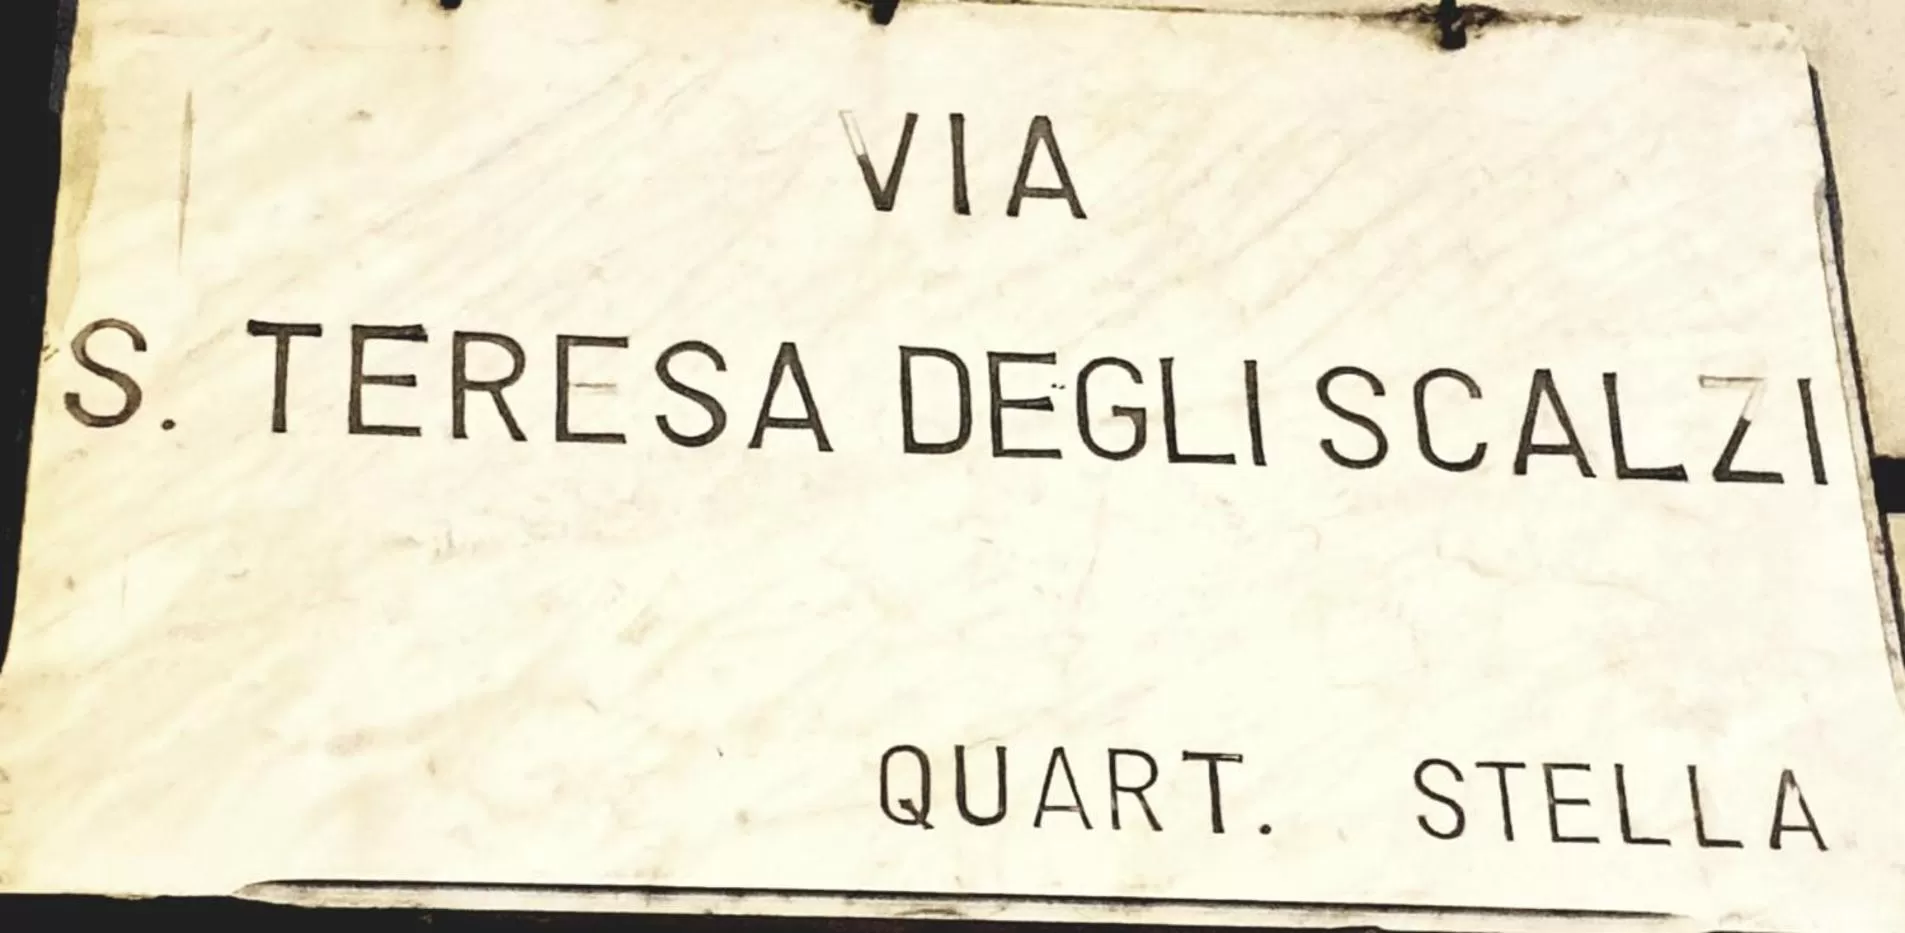 VIA
S. TERESA DEGLI SCALZI
QUART. STELLA